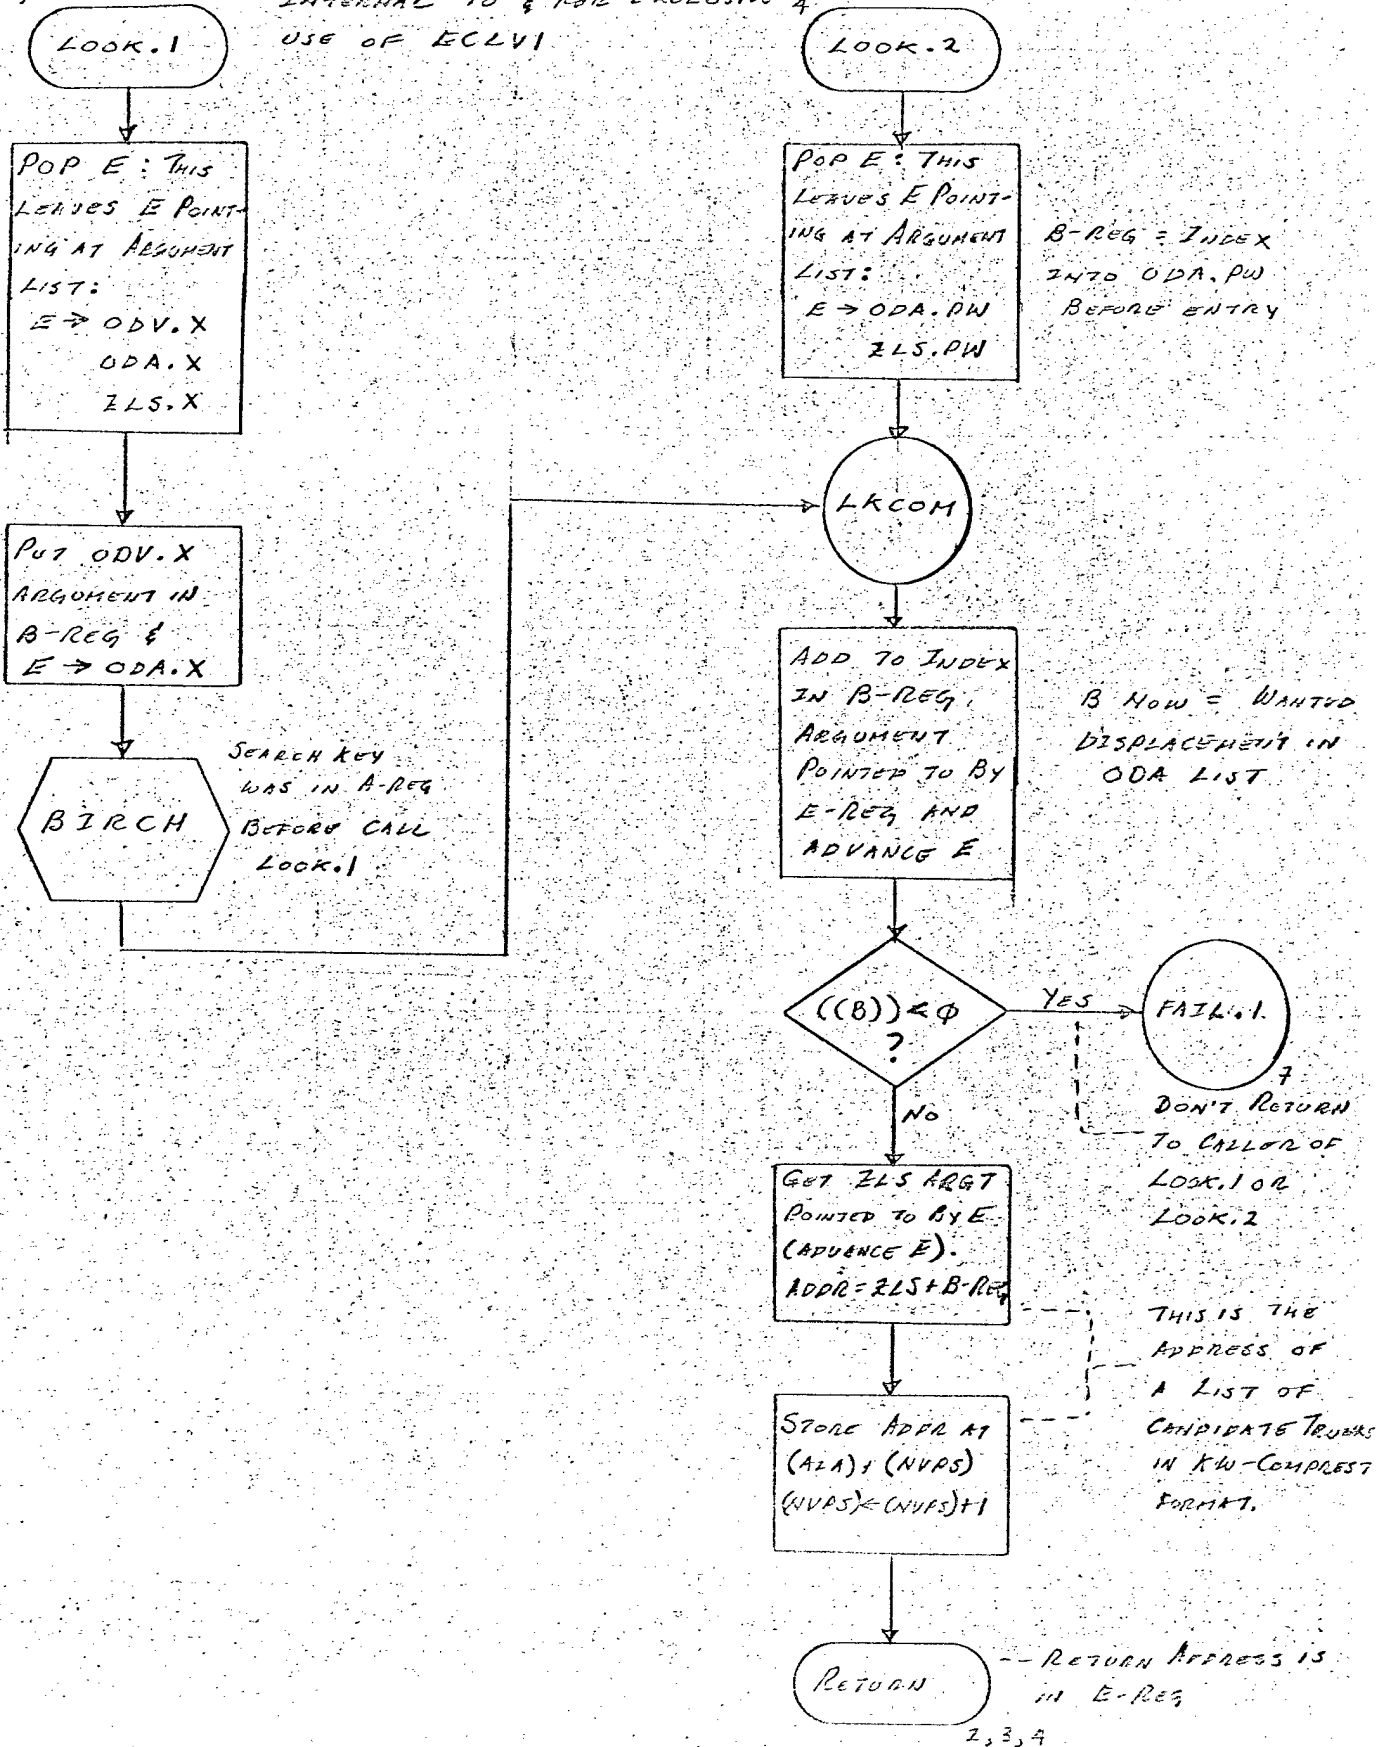 INTERNAL TO & FOR EXCLUSIVE 4
USE OF ECLVI
LOOK.1
POP E: THIS
LEAVES E POINT-
ING AT ARGUMENT
LIST:
E → ODV.X
ODA.X
ZLS.X
PUT ODV.X
ARGUMENT IN
B-REG &
E → ODA.X
BIRCH
SEARCH KEY
WAS IN A-REG
BEFORE CALL
LOOK.1
LOOK.2
POP E: THIS
LEAVES E POINT-
ING AT ARGUMENT
LIST:
E → ODA.PW
ZLS.PW
B-REG = INDEX
INTO ODA.PW
BEFORE ENTRY
LKCOM
ADD TO INDEX
IN B-REG,
ARGUMENT
POINTED TO BY
E-REG AND
ADVANCE E
B NOW = WANTED
DISPLACEMENT IN
ODA LIST
((B)) < φ
?
YES
FAIL.1
7
DON'T RETURN
TO CALLER OF
LOOK.1 OR
LOOK.2
NO
GET ZLS ARGT
POINTED TO BY E
(ADVANCE E).
ADDR = ZLS + B-REG
THIS IS THE
ADDRESS OF
A LIST OF
CANDIDATE TRUNKS
IN KW-COMPREST
FORMAT.
STORE ADDR AT
(ALA) + (NVPS)
(NVPS) ← (NVPS)+1
RETURN
RETURN ADDRESS IS
IN E-REG
2, 3, 4